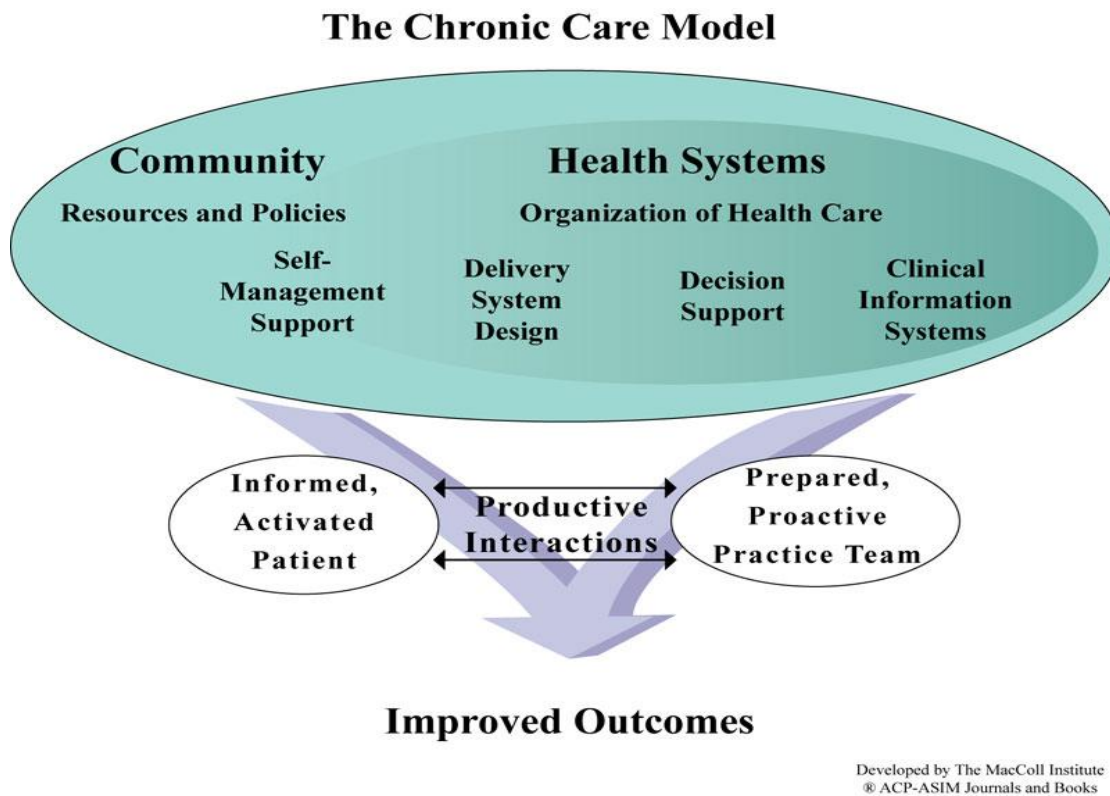 The Chronic Care Model
Community
Health Systems
Resources and Policies
Organization of Health Care
Self-
Management
Support
Delivery
System
Design
Decision
Support
Clinical
Information
Systems
Informed,
Activated
Patient
Productive
Interactions
Prepared,
Proactive
Practice Team
Improved Outcomes
Developed by The MacColl Institute
® ACP-ASIM Journals and Books